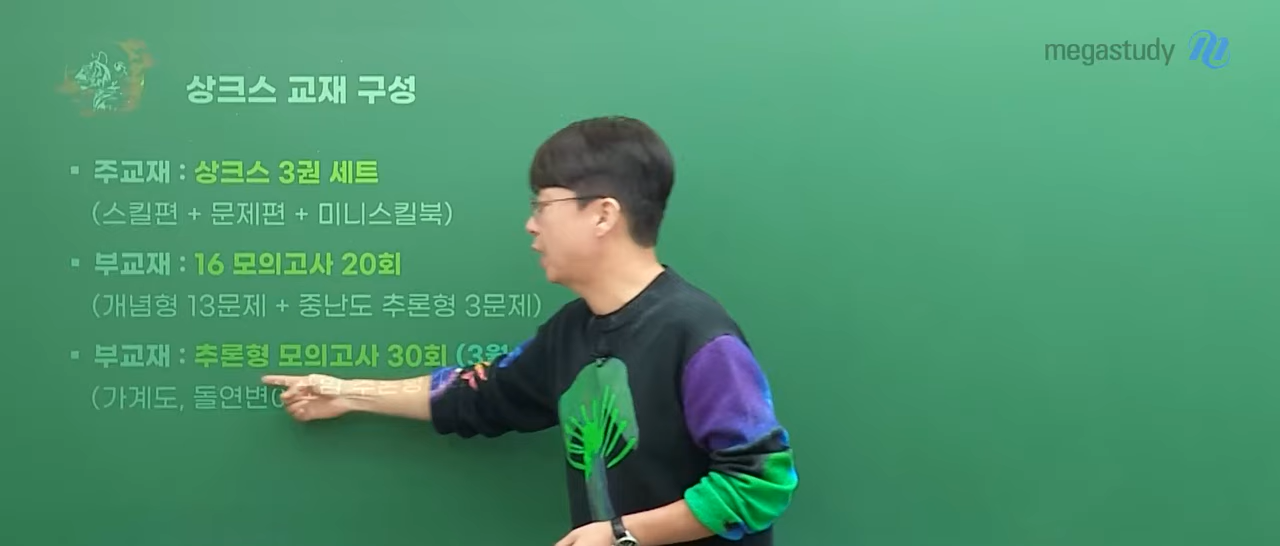 megastudy
상크스 교재 구성
▪ 주교재 : 상크스 3권 세트
(스킬편 + 문제편 + 미니스킬북)
▪ 부교재 : 16 모의고사 20회
(개념형 13문제 + 중난도 추론형 3문제)
▪ 부교재 : 추론형 모의고사 30회 (3월
(가계도, 돌연변